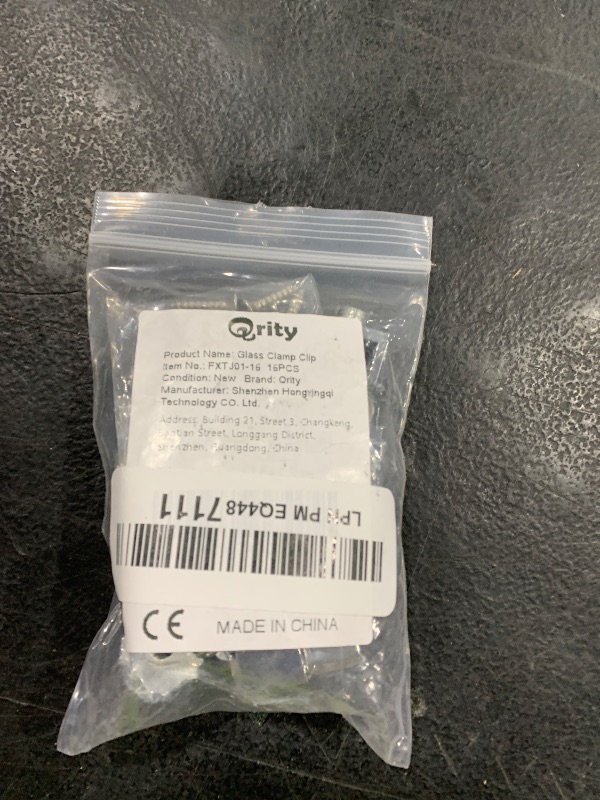 Qrity
Product Name: Glass Clamp Clip
Item No.: FXTJ01-16 16PCS
Condition: New Brand: Qrity
Manufacturer: Shenzhen Hongxingqi
Technology CO. Ltd.
Address: Building 21, Street 3, Changkeng,
Street, Longgang District,
Shenzhen, Guangdong, China
LPN PM EQ4487111
CE
MADE IN CHINA